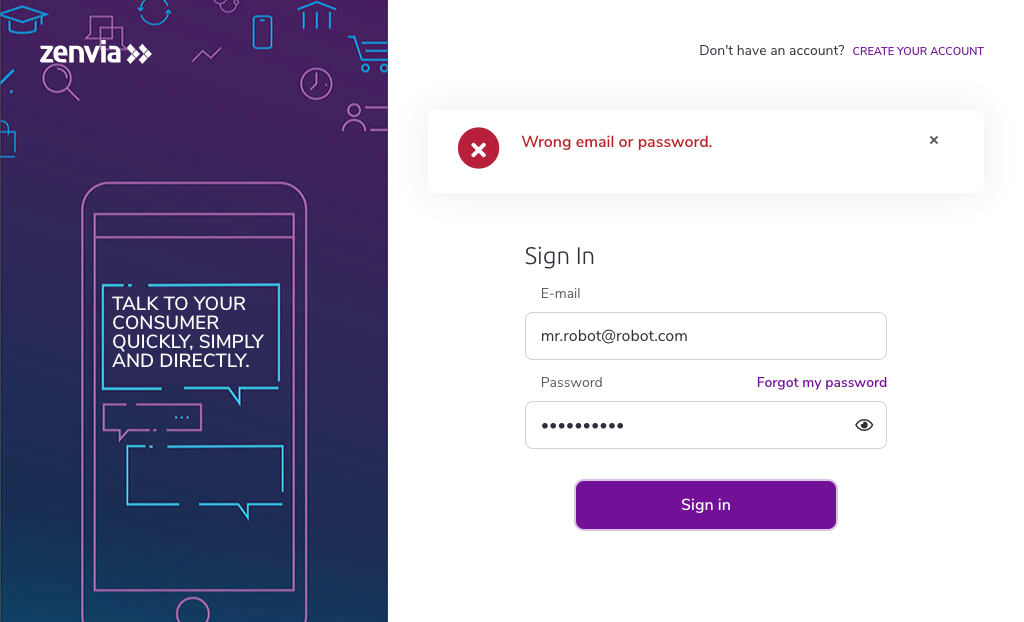 zenvia
Don't have an account? CREATE YOUR ACCOUNT
Wrong email or password.
TALK TO YOUR
CONSUMER
QUICKLY, SIMPLY
AND DIRECTLY.
Sign In
E-mail
mr.robot@robot.com
Password Forgot my password
••••••••••
Sign in